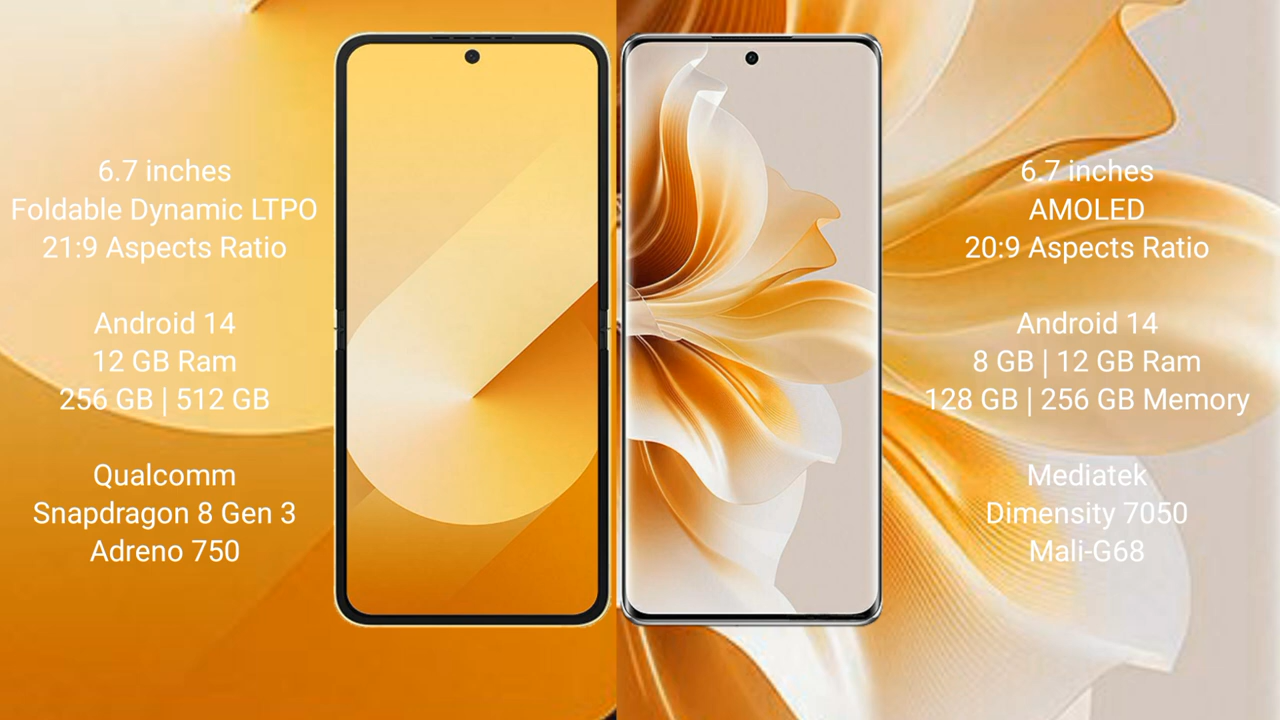 6.7 inches
Foldable Dynamic LTPO
21:9 Aspects Ratio
Android 14
12 GB Ram
256 GB | 512 GB
Qualcomm
Snapdragon 8 Gen 3
Adreno 750
6.7 inches
AMOLED
20:9 Aspects Ratio
Android 14
8 GB | 12 GB Ram
128 GB | 256 GB Memory
Mediatek
Dimensity 7050
Mali-G68